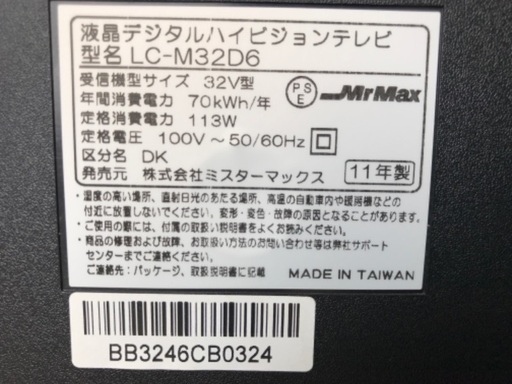 液晶デジタルハイビジョンテレビ
型名 LC-M32D6
受信機型サイズ 32V型
年間消費電力 70kWh/年
定格消費電力 113W
定格電圧 100V～50/60Hz
区分名 DK
発売元 株式会社ミスターマックス
PSE
MrMax
11年製
・湿度の高い場所、直射日光のあたる場所、高温の自動車内や暖房機などの
付近に放置しないでください。変形・変色・故障の原因となることがあります。
・ご使用の際には、付属の取扱説明書をよくお読みください。
・商品の修理および故障、お取扱い方法のお問い合わせ等は弊社サポート
センターまでご連絡ください。
ご連絡先：パッケージ、取扱説明書に記載
MADE IN TAIWAN
BB3246CB0324